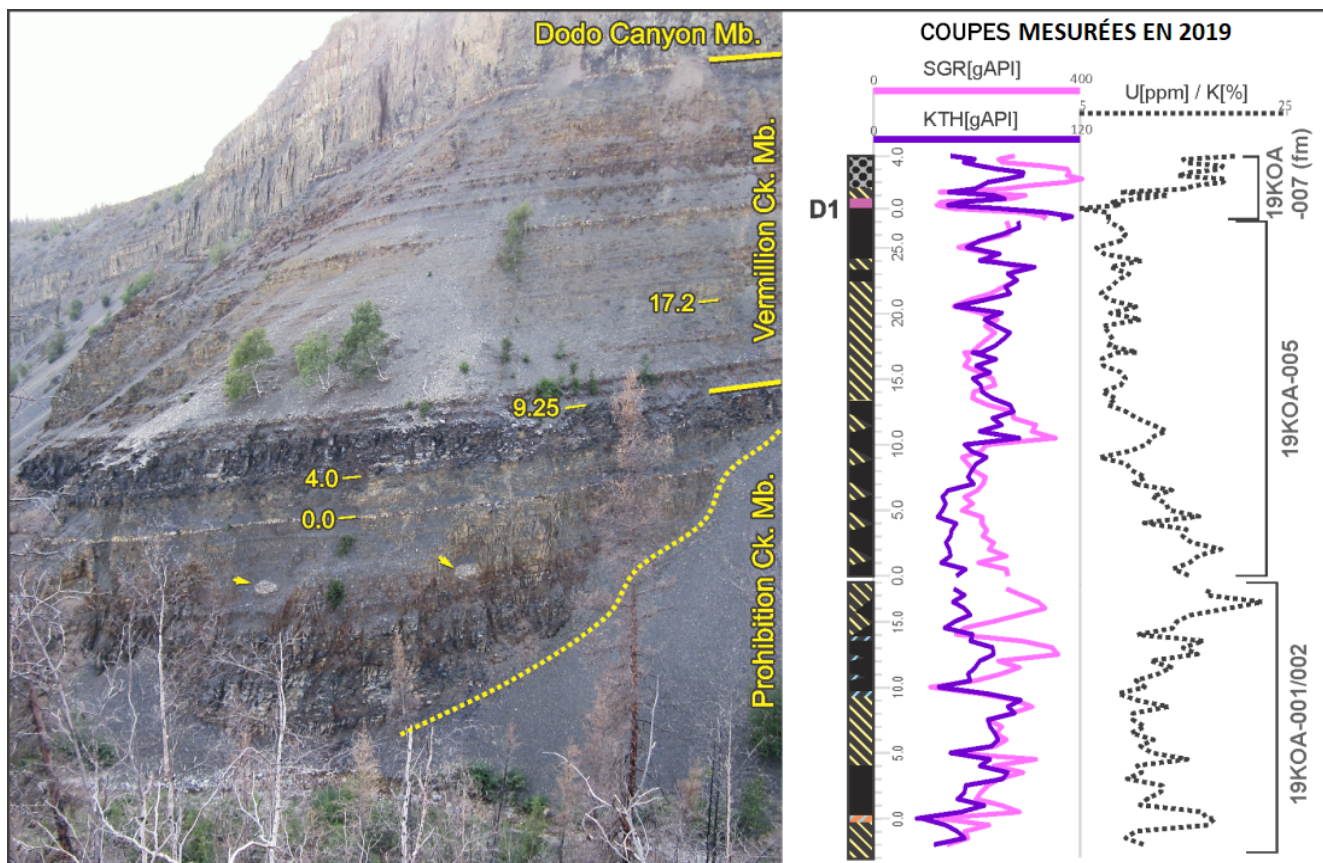 Dodo Canyon Mb.
Vermillion Ck. Mb.
17.2
9.25
4.0
0.0
Prohibition Ck. Mb.
COUPES MESURÉES EN 2019
0 SGR[gAPI] 400
5 U[ppm] / K[%] 25
0 KTH[gAPI] 120
4.0
D1
0.0
25.0
20.0
15.0
10.0
5.0
0.0
15.0
10.0
5.0
0.0
19KOA
-007 (fm)
19KOA-005
19KOA-001/002